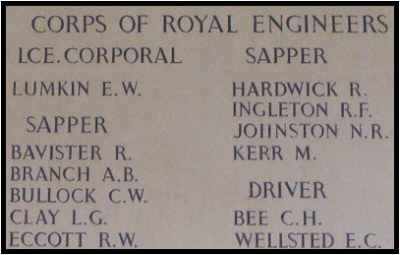 CORPS OF ROYAL ENGINEERS
LCE. CORPORAL
LUMKIN E.W.
SAPPER
BAVISTER R.
BRANCH A.B.
BULLOCK C.W.
CLAY L.G.
ECCOTT R.W.
SAPPER
HARDWICK R.
INGLETON R.F.
JOHNSTON N.R.
KERR M.
DRIVER
BEE C.H.
WELLSTED E.C.